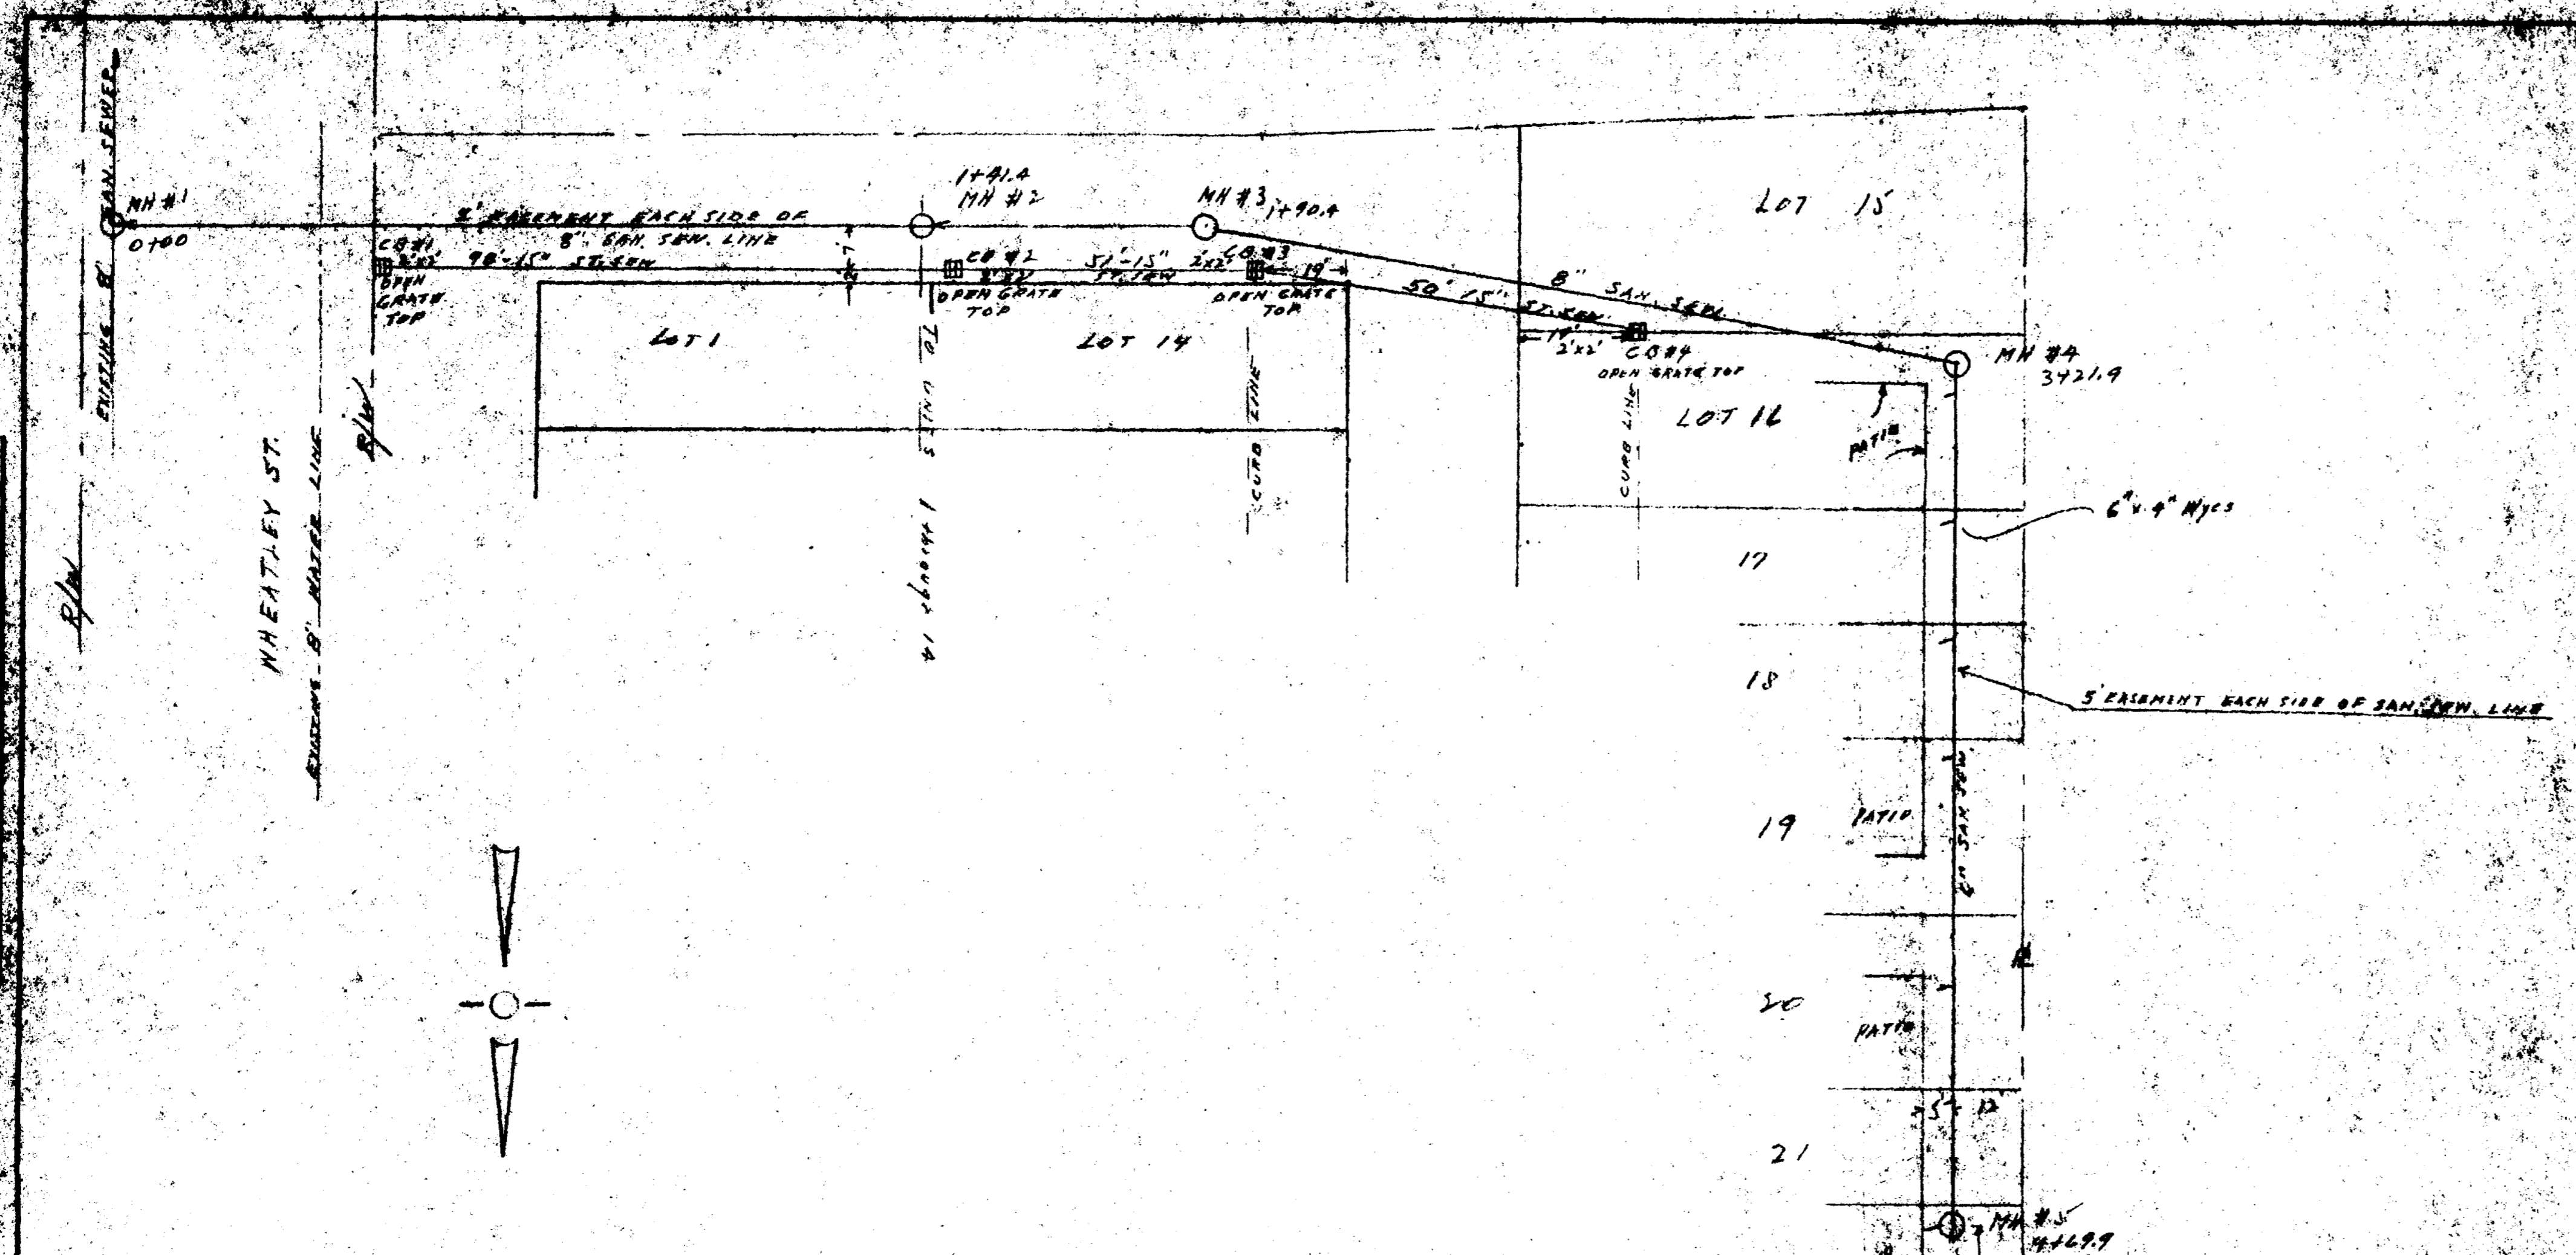 EXISTING 8" SAN. SEWER
MH #1
0+00
R/W
WHEATLEY ST.
EXISTING - 8" WATER LINE
R/W
EASEMENT EACH SIDE OF
8" SAN. SEW. LINE
1+41.4
MH #2
MH #3
1+90.4
CB #1
2'x2'
OPEN
GRATE
TOP
98'-15" ST. SEW
CB #2
2'x2'
OPEN GRATE
TOP
51'-15"
ST. SEW
CB #3
2'x2'
19'
OPEN GRATE
TOP
50' 15" ST. SEW.
8" SAN. SEW.
LOT 15
LOT 1
LOT 14
TO UNITS
1 through 14
CURB LINE
19'
2'x2'
CB #4
OPEN GRATE TOP
CURB LINE
LOT 16
PATIO
MH #4
3+21.9
6" x 4" Wyes
17
18
5' EASEMENT EACH SIDE OF SAN. SEW. LINE
19
PATIO
SAN SEW.
20
PATIO
5' 12'
21
MH #5
4+69.9